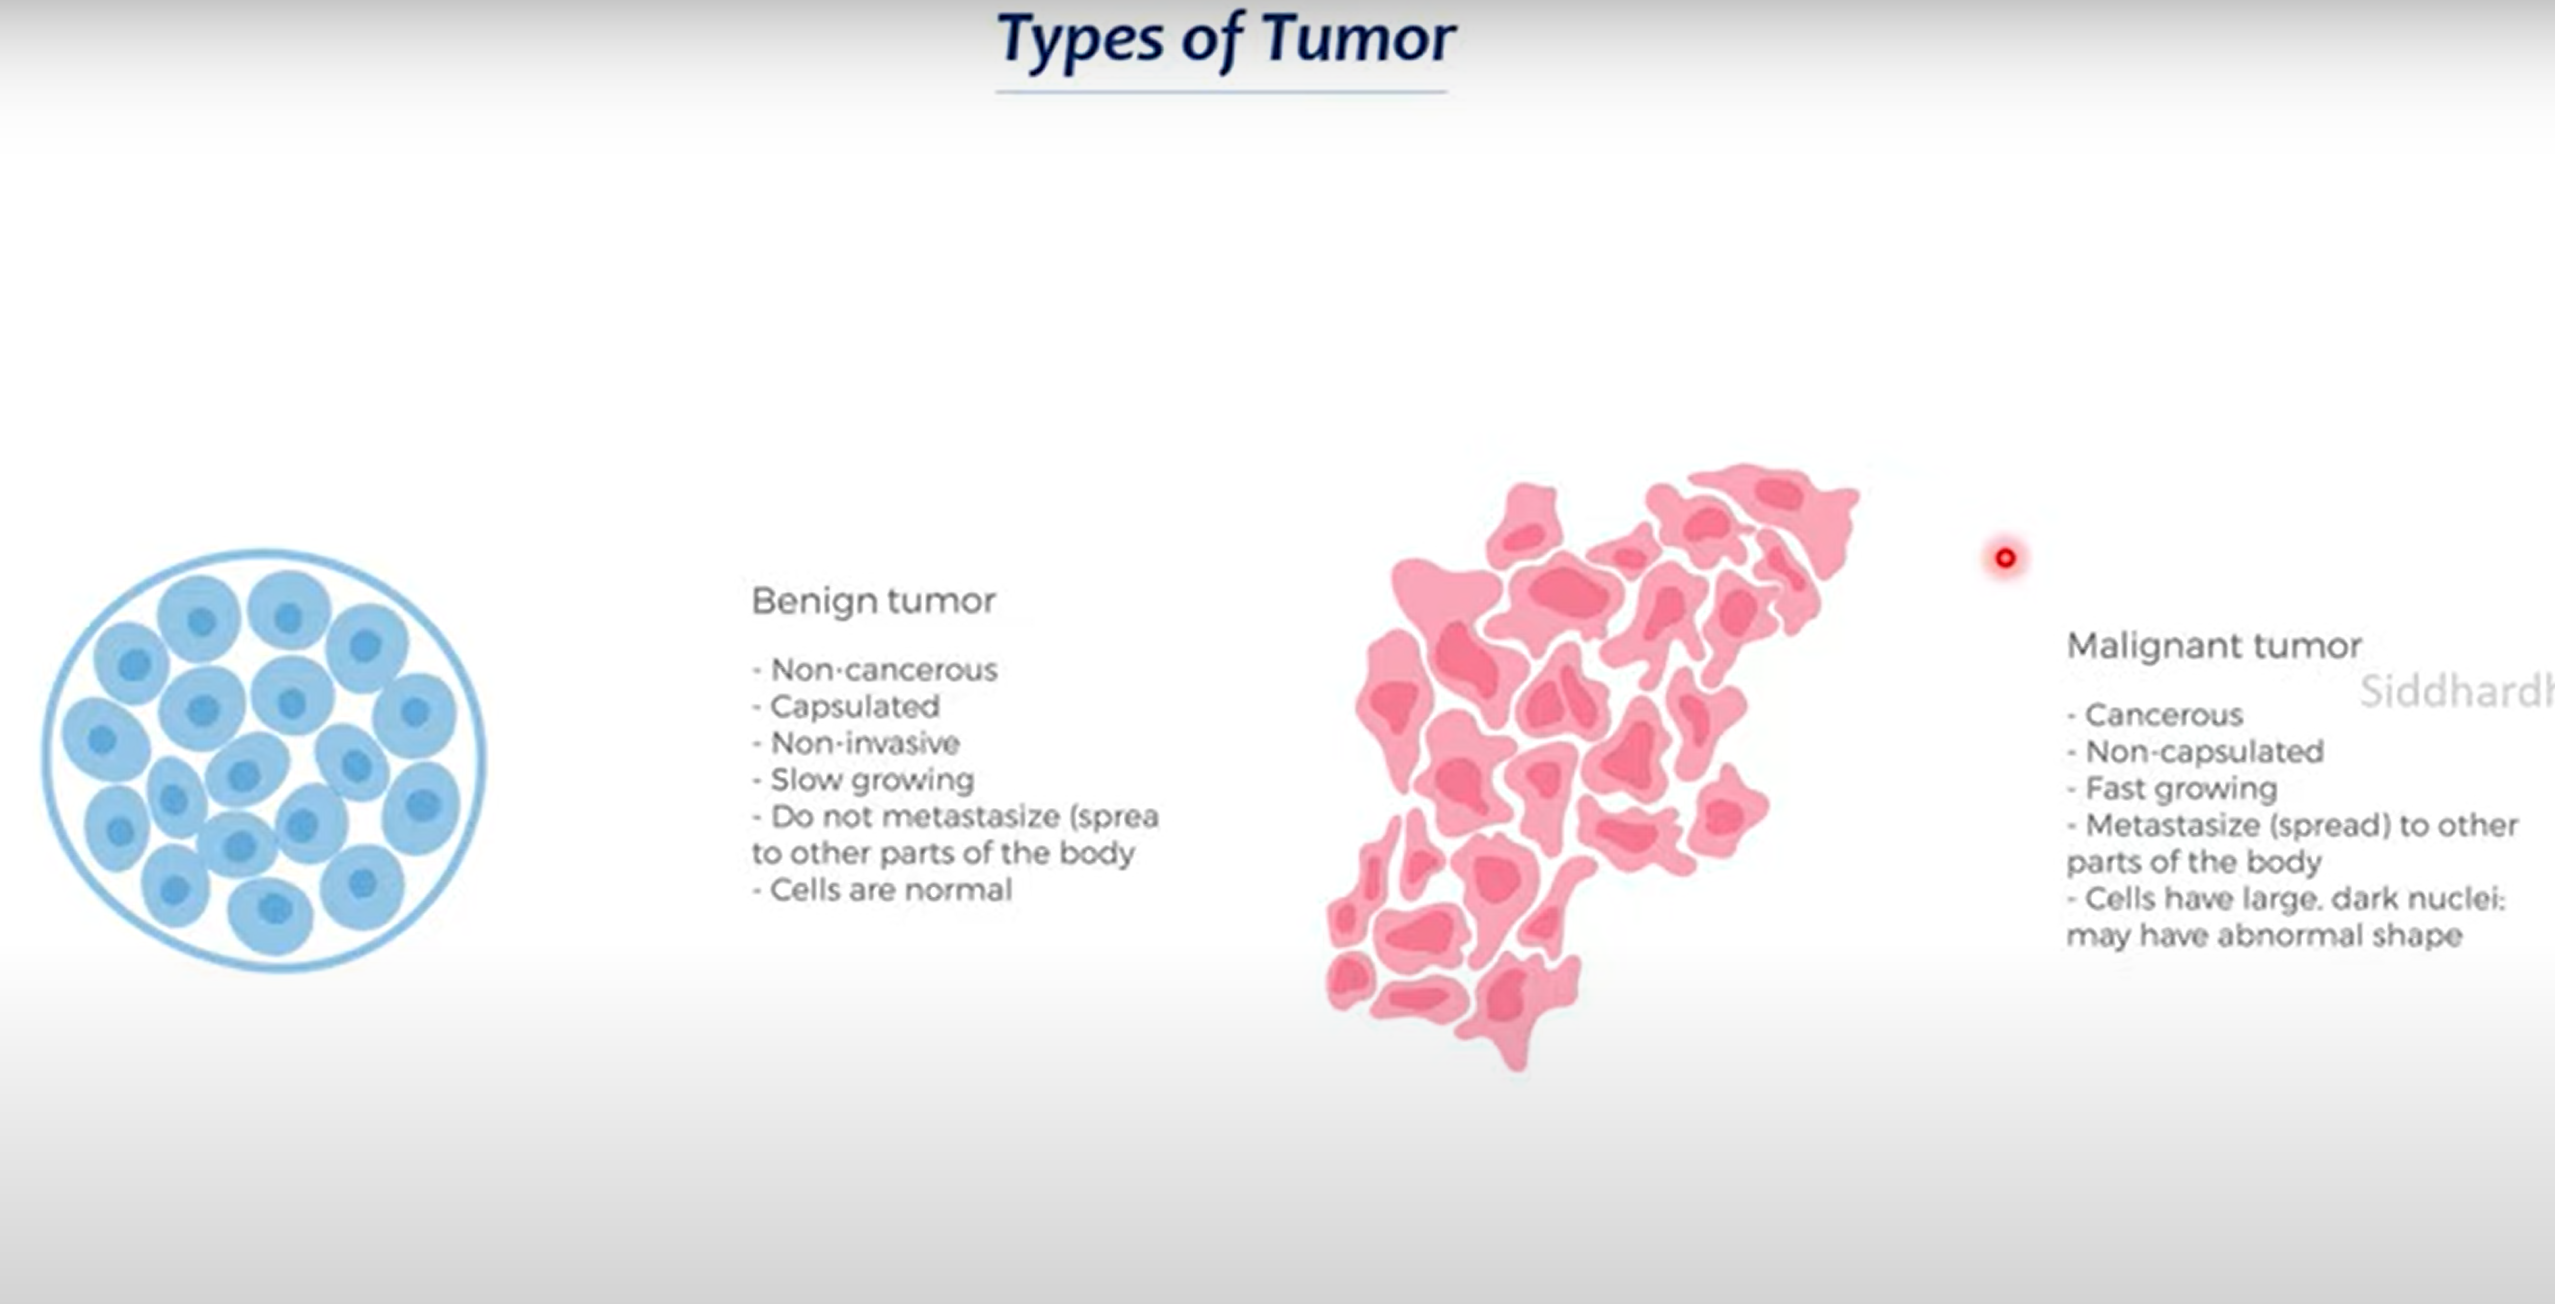 Types of Tumor
Benign tumor
- Non-cancerous
- Capsulated
- Non-invasive
- Slow growing
- Do not metastasize (sprea
to other parts of the body
- Cells are normal
Malignant tumor
Siddhardh
- Cancerous
- Non-capsulated
- Fast growing
- Metastasize (spread) to other
parts of the body
- Cells have large. dark nuclei:
may have abnormal shape